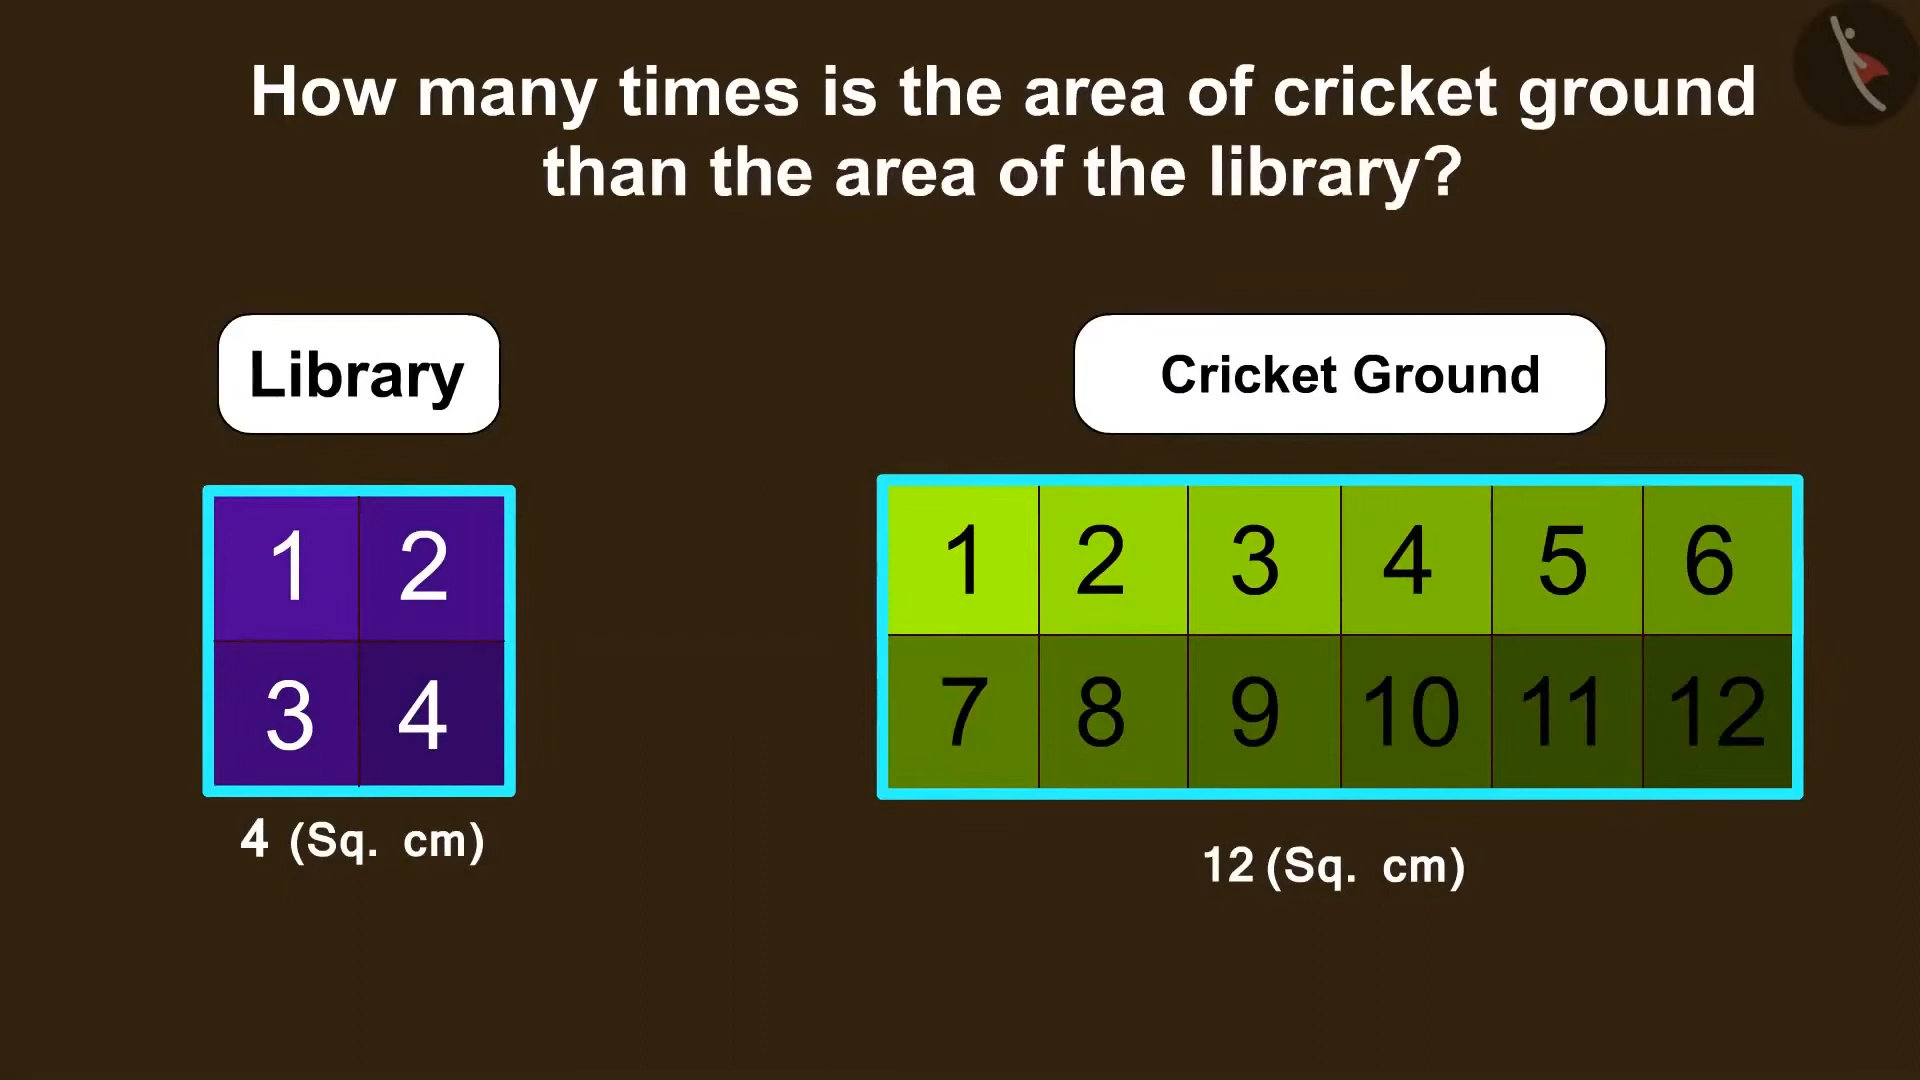 How many times is the area of cricket ground
than the area of the library?
Library
Cricket Ground
1 2
3 4
4 (Sq. cm)
1 2 3 4 5 6
7 8 9 10 11 12
12 (Sq. cm)